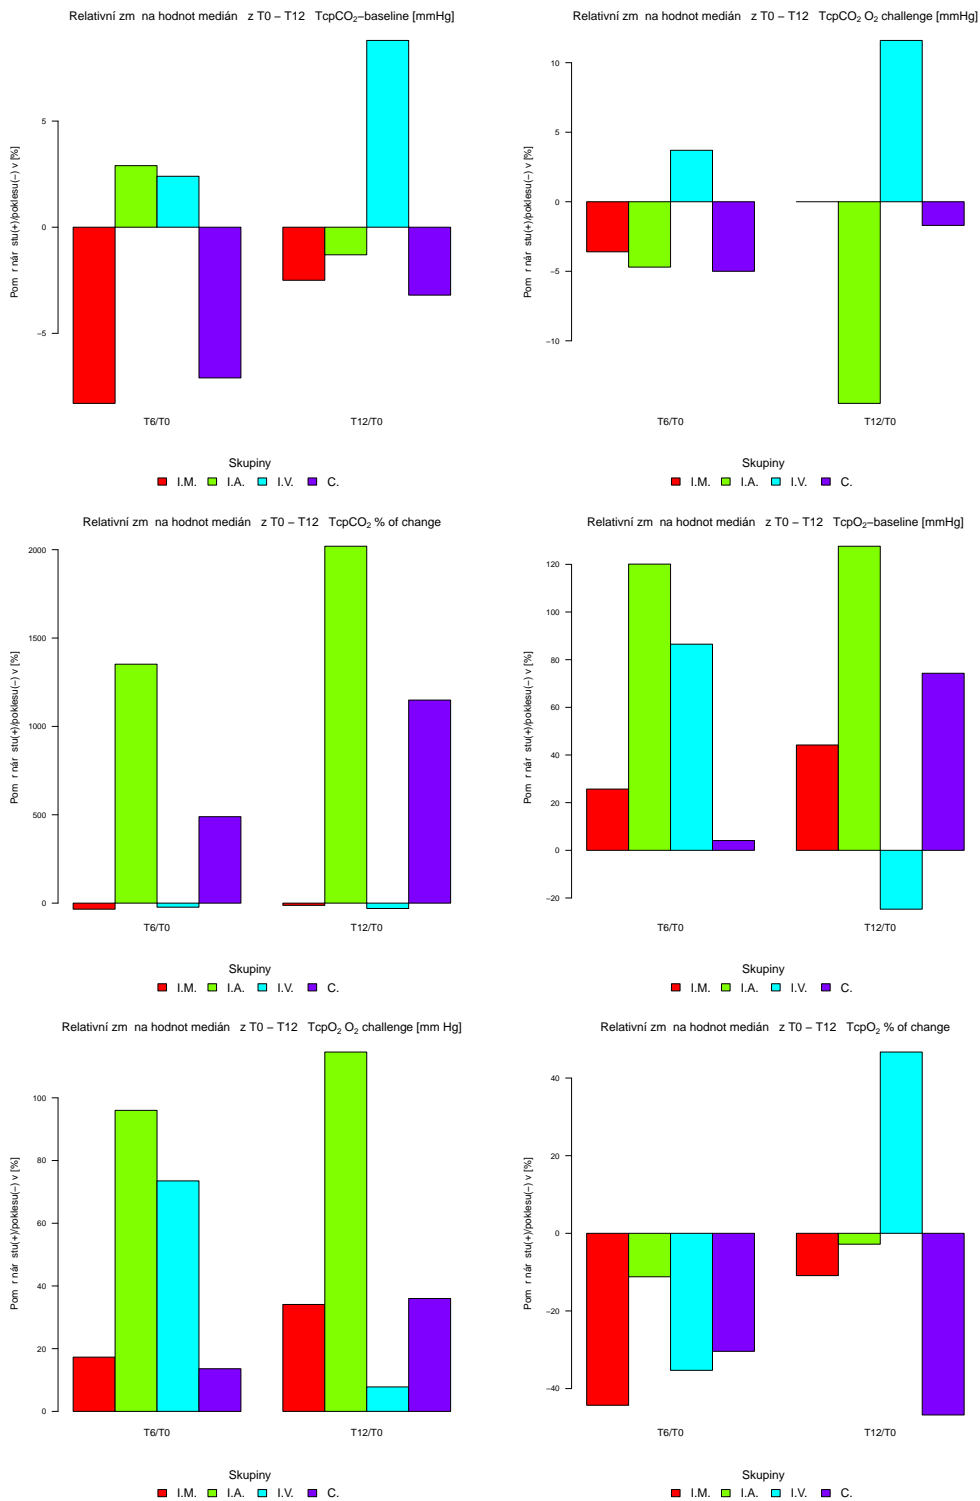 Relativní zm na hodnot medián z T0 – T12 TcpCO₂–baseline [mmHg]
Pom r nár stu(+)/poklesu(−) v [%]
5
0
−5
T6/T0
T12/T0
Skupiny
I.M. I.A. I.V. C.
Relativní zm na hodnot medián z T0 – T12 TcpCO₂ O₂ challenge [mmHg]
Pom r nár stu(+)/poklesu(−) v [%]
10
5
0
−5
−10
T6/T0
T12/T0
Skupiny
I.M. I.A. I.V. C.
Relativní zm na hodnot medián z T0 – T12 TcpCO₂ % of change
Pom r nár stu(+)/poklesu(−) v [%]
2000
1500
1000
500
0
T6/T0
T12/T0
Skupiny
I.M. I.A. I.V. C.
Relativní zm na hodnot medián z T0 – T12 TcpO₂–baseline [mmHg]
Pom r nár stu(+)/poklesu(−) v [%]
120
100
80
60
40
20
0
−20
T6/T0
T12/T0
Skupiny
I.M. I.A. I.V. C.
Relativní zm na hodnot medián z T0 – T12 TcpO₂ O₂ challenge [mm Hg]
Pom r nár stu(+)/poklesu(−) v [%]
100
80
60
40
20
0
T6/T0
T12/T0
Skupiny
I.M. I.A. I.V. C.
Relativní zm na hodnot medián z T0 – T12 TcpO₂ % of change
Pom r nár stu(+)/poklesu(−) v [%]
40
20
0
−20
−40
T6/T0
T12/T0
Skupiny
I.M. I.A. I.V. C.